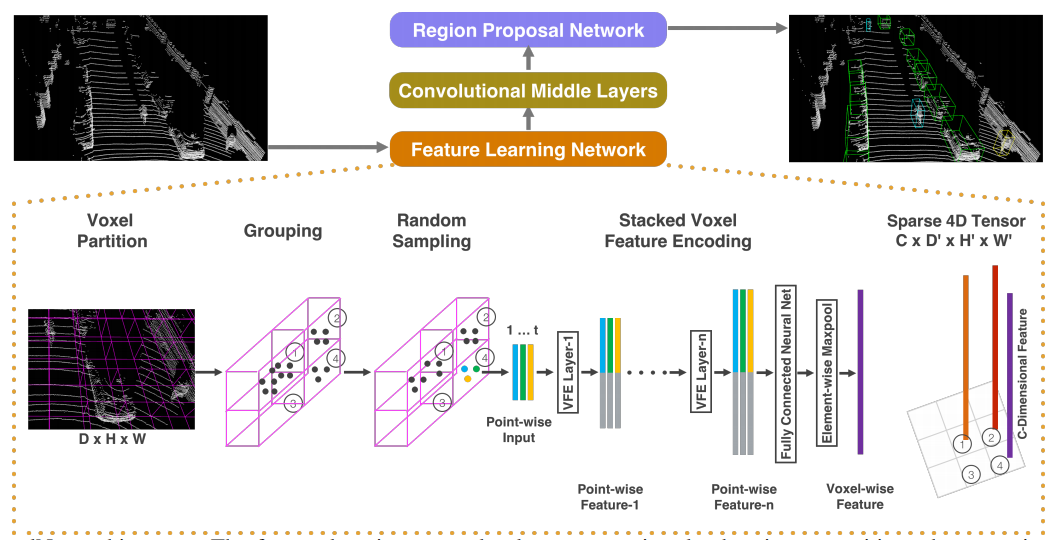 Region Proposal Network
Convolutional Middle Layers
Feature Learning Network
Voxel
Partition
Grouping
Random
Sampling
Stacked Voxel
Feature Encoding
Sparse 4D Tensor
C x D' x H' x W'
D x H x W
1
2
3
4
1
2
3
4
1 ... t
Point-wise
Input
VFE Layer-1
Point-wise
Feature-1
VFE Layer-n
Point-wise
Feature-n
Fully Connected Neural Net
Element-wise Maxpool
Voxel-wise
Feature
1
2
3
4
C-Dimensional Feature